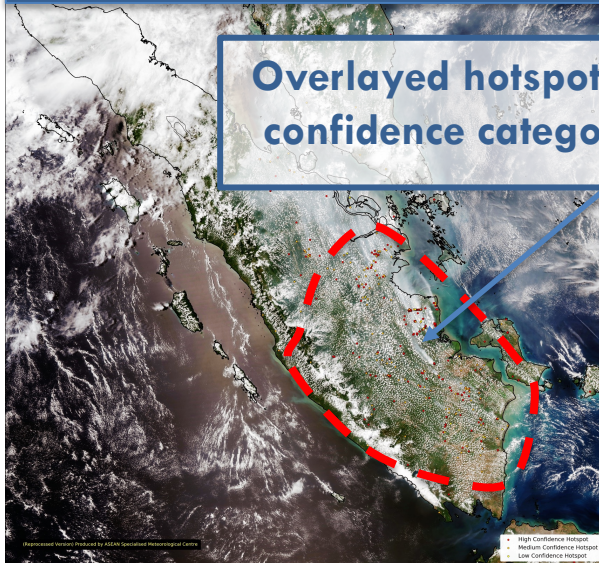 Overlayed hotspot
confidence catego
(Reprocessed Version) Produced by ASEAN Specialised Meteorological Centre
High Confidence Hotspot
Medium Confidence Hotspot
Low Confidence Hotspot